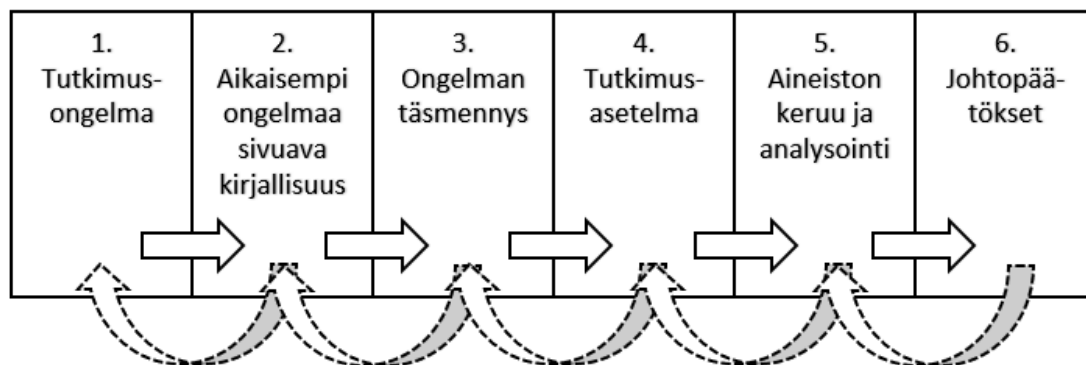 1.
Tutkimus-
ongelma
2.
Aikaisempi
ongelmaa
sivuava
kirjallisuus
3.
Ongelman
täsmennys
4.
Tutkimus-
asetelma
5.
Aineiston
keruu ja
analysointi
6.
Johtopää-
tökset